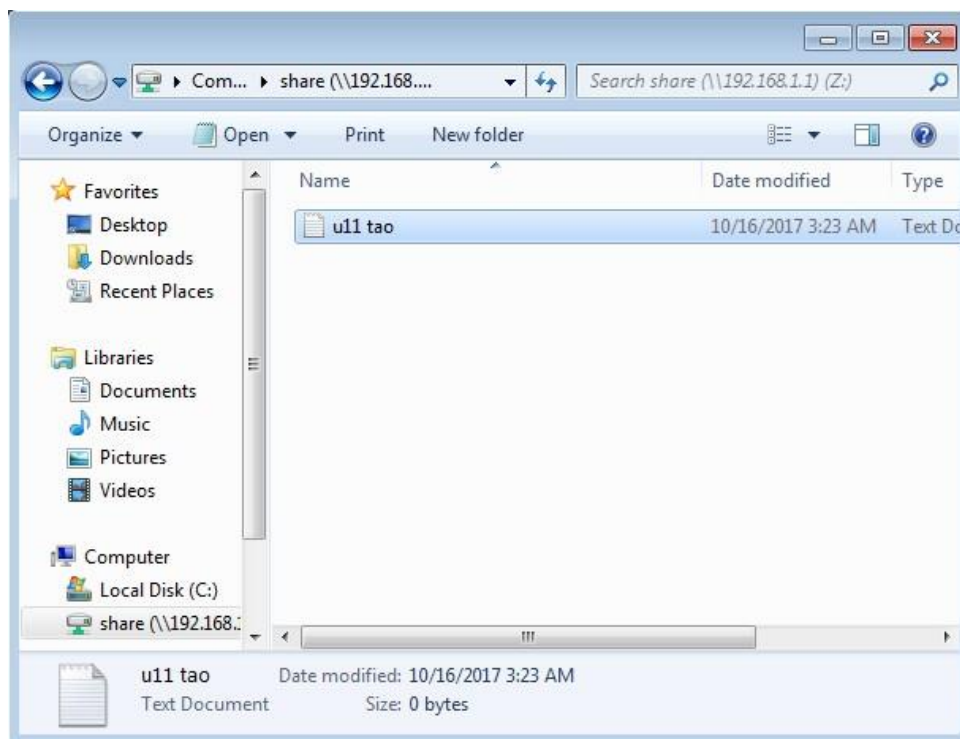 Com... share (\\192.168.... Search share (\\192.168.1.1) (Z:)
Organize Open Print New folder
Name Date modified Type
Favorites
Desktop
Downloads
Recent Places
Libraries
Documents
Music
Pictures
Videos
Computer
Local Disk (C:)
share (\\192.168.:
u11 tao 10/16/2017 3:23 AM Text Do
u11 tao Date modified: 10/16/2017 3:23 AM
Text Document Size: 0 bytes